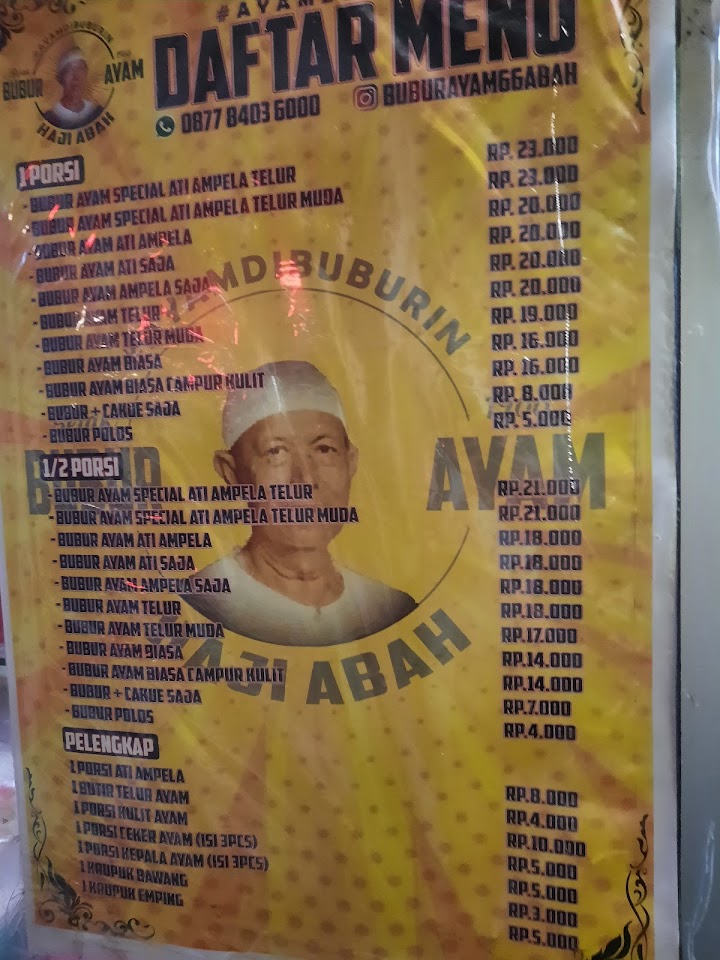 #AYAMD
DAFTAR MENU
0877 8403 6000 BUBURAYAMGGABAH
AYAMDIBUBURIN
BUBUR AYAM
HAJI ABAH
1 PORSI
- BUBUR AYAM SPECIAL ATI AMPELA TELUR RP. 23.000
- BUBUR AYAM SPECIAL ATI AMPELA TELUR MUDA RP. 23.000
- BUBUR AYAM ATI AMPELA RP. 20.000
- BUBUR AYAM ATI SAJA RP. 20.000
- BUBUR AYAM AMPELA SAJA RP. 20.000
- BUBUR AYAM TELUR RP. 20.000
- BUBUR AYAM TELUR MUDA RP. 19.000
- BUBUR AYAM BIASA RP. 16.000
- BUBUR AYAM BIASA CAMPUR KULIT RP. 16.000
- BUBUR + CAKUE SAJA RP. 8.000
- BUBUR POLOS RP. 5.000
AYAMDIBUBURIN
BUBUR AYAM
HAJI ABAH
1/2 PORSI
- BUBUR AYAM SPECIAL ATI AMPELA TELUR RP.21.000
- BUBUR AYAM SPECIAL ATI AMPELA TELUR MUDA RP.21.000
- BUBUR AYAM ATI AMPELA RP.18.000
- BUBUR AYAM ATI SAJA RP.18.000
- BUBUR AYAM AMPELA SAJA RP.18.000
- BUBUR AYAM TELUR RP.18.000
- BUBUR AYAM TELUR MUDA RP.17.000
- BUBUR AYAM BIASA RP.14.000
- BUBUR AYAM BIASA CAMPUR KULIT RP.14.000
- BUBUR + CAKUE SAJA RP.7.000
- BUBUR POLOS RP.4.000
PELENGKAP
1 PORSI ATI AMPELA RP.8.000
1 BUTIR TELUR AYAM RP.4.000
1 PORSI KULIT AYAM RP.10.000
1 PORSI CEKER AYAM (ISI 3PCS) RP.5.000
1 PORSI KEPALA AYAM (ISI 3PCS) RP.5.000
1 KRUPUK BAWANG RP.3.000
1 KRUPUK EMPING RP.5.000